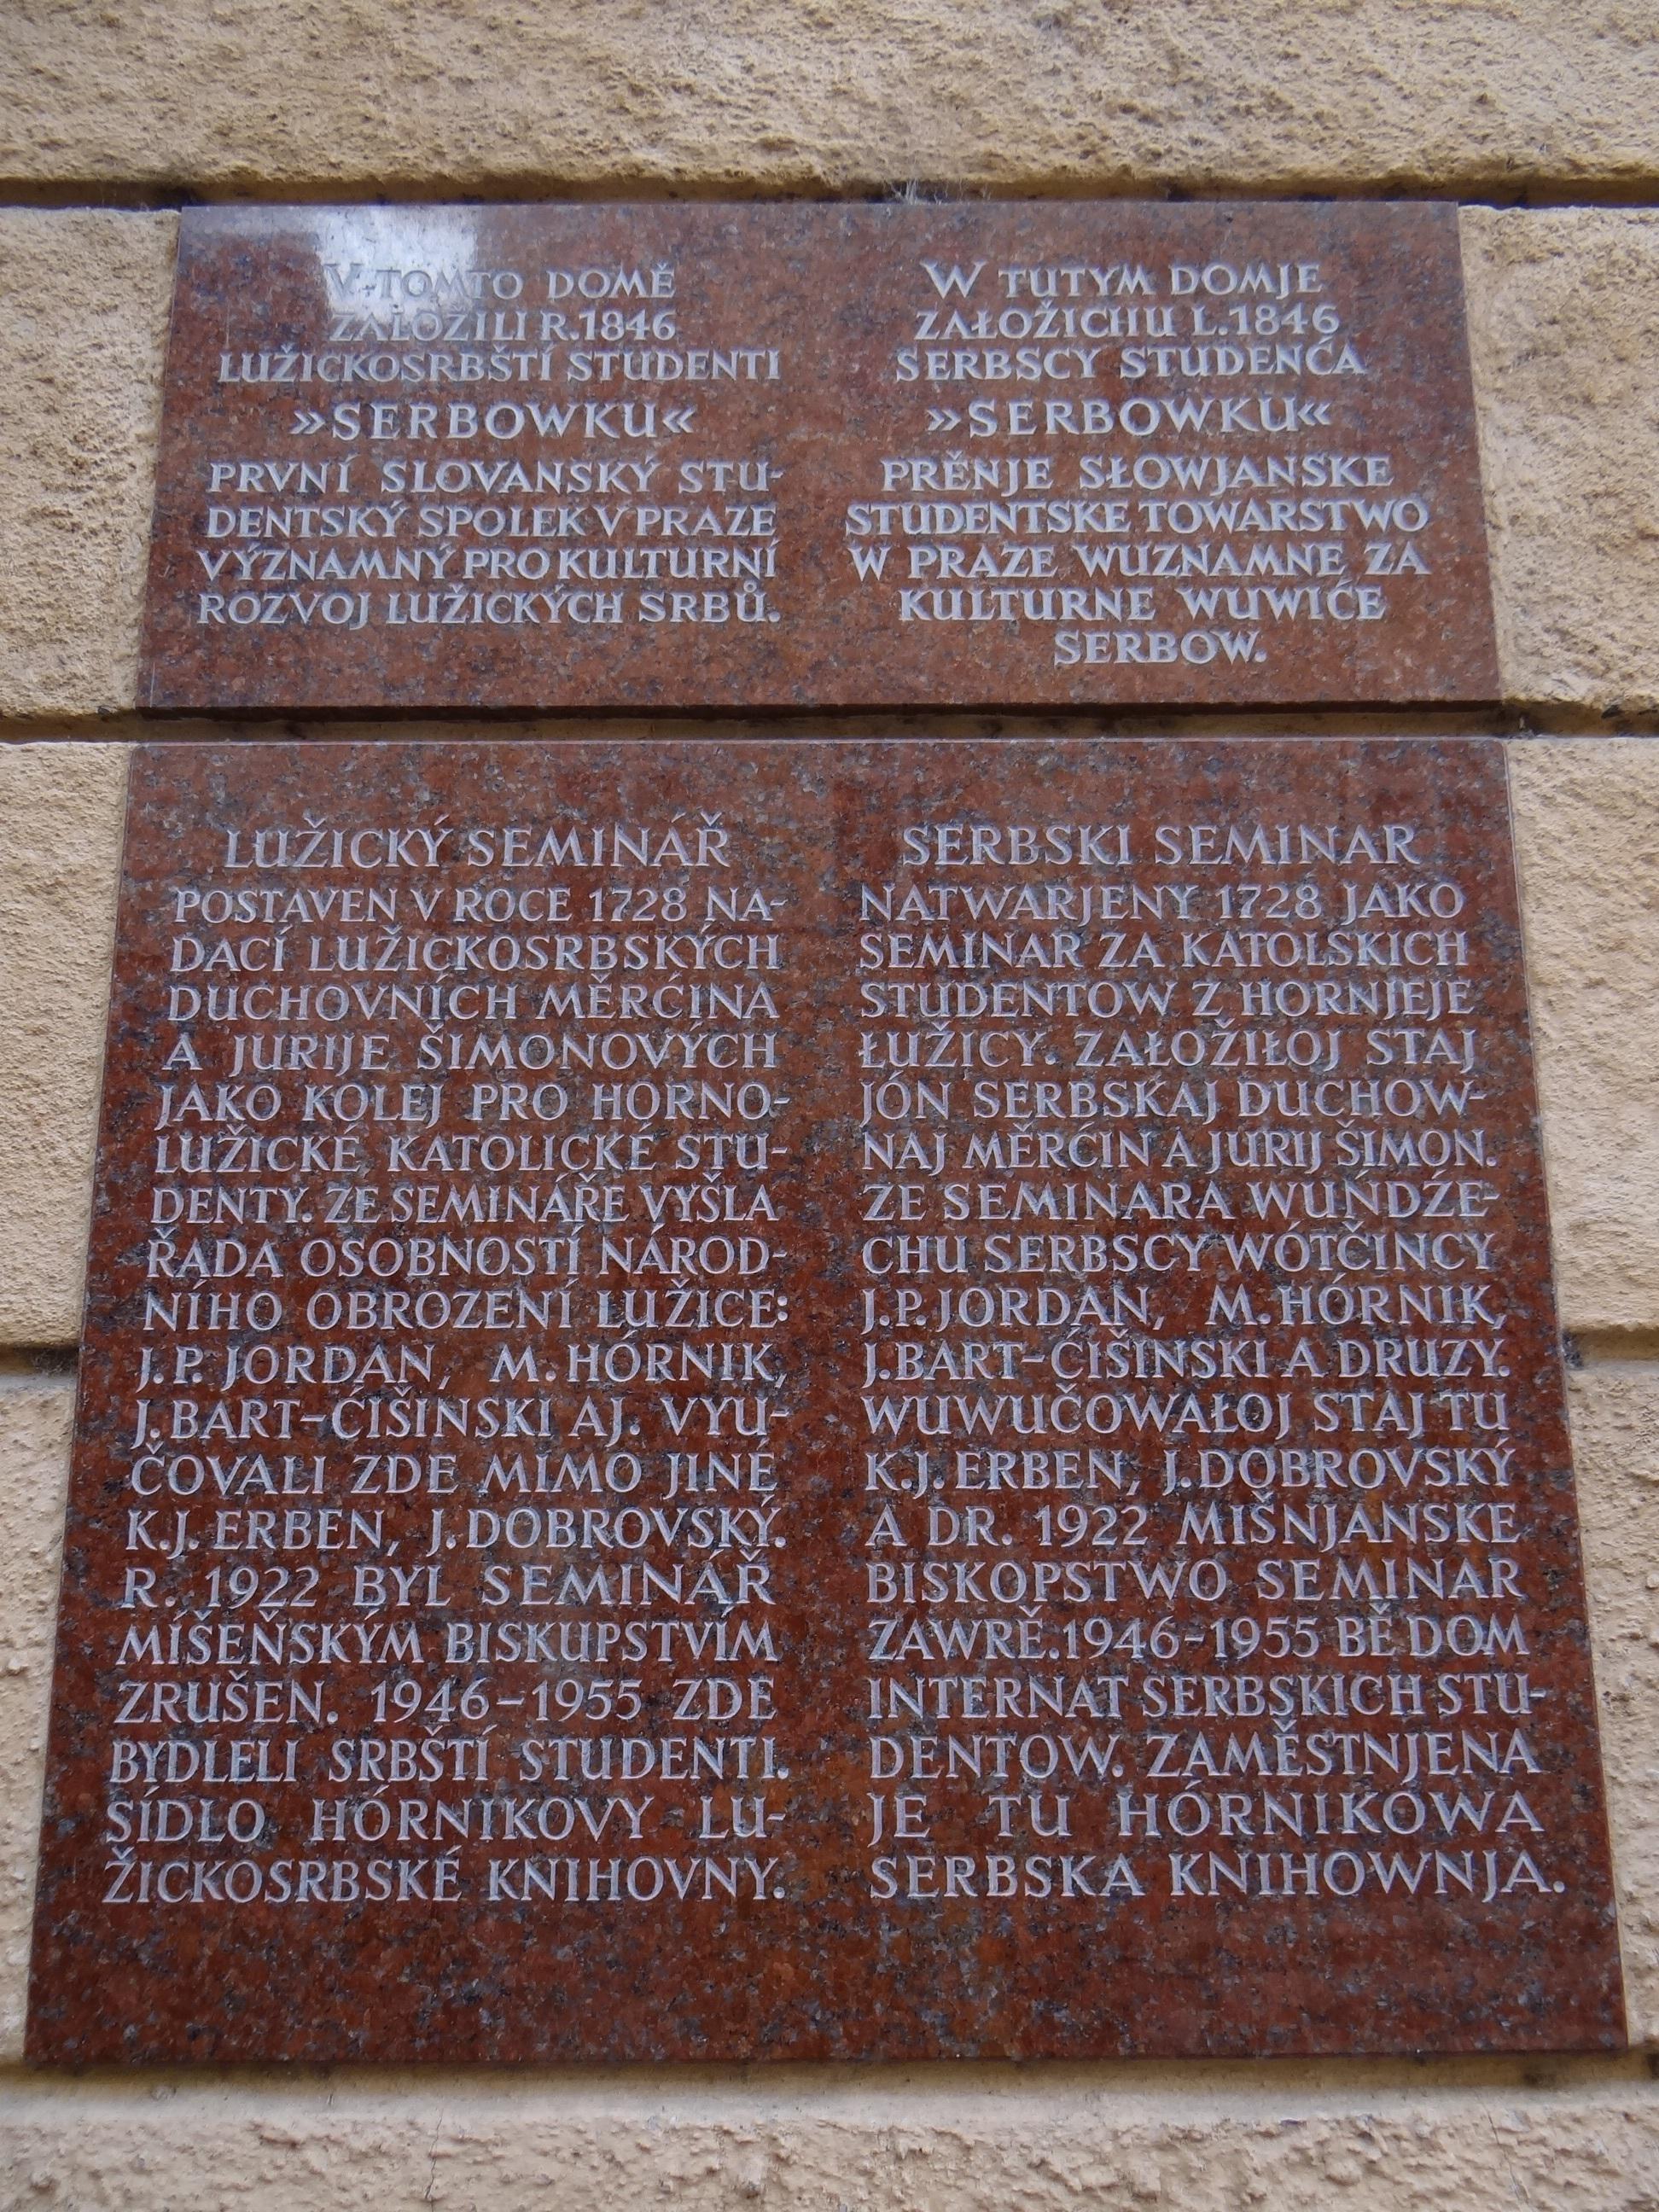 V TOMTO DOMĚ
ZALOŽILI R.1846
LUŽICKOSRBŠTÍ STUDENTI
»SERBOWKU«
PRVNÍ SLOVANSKÝ STU-
DENTSKÝ SPOLEK V PRAZE
VÝZNAMNÝ PRO KULTURNÍ
ROZVOJ LUŽICKÝCH SRBŮ.
W TUTYM DOMJE
ZAŁOŽICHU L.1846
SERBSCY STUDENĆA
»SERBOWKU«
PRĚNJE SŁOWJANSKE
STUDENTSKE TOWARSTWO
W PRAZE WUZNAMNE ZA
KULTURNE WUWIĆE
SERBOW.
LUŽICKÝ SEMINÁŘ
POSTAVEN V ROCE 1728 NA-
DACÍ LUŽICKOSRBSKÝCH
DUCHOVNÍCH MĚRĆINA
A JURIJE ŠIMONOVÝCH
JAKO KOLEJ PRO HORNO-
LUŽICKÉ KATOLICKÉ STU-
DENTY. ZE SEMINÁŘE VYŠLA
ŘADA OSOBNOSTÍ NÁROD-
NÍHO OBROZENÍ LUŽICE:
J.P. JORDAN, M. HÓRNIK,
J. BART-ĆIŠINSKI AJ. VYU-
ČOVALI ZDE MIMO JINÉ
K.J. ERBEN, J. DOBROVSKÝ.
R. 1922 BYL SEMINÁŘ
MÍŠEŇSKÝM BISKUPSTVÍM
ZRUŠEN. 1946-1955 ZDE
BYDLELI SRBŠTÍ STUDENTI.
SÍDLO HÓRNIKOVY LU-
ŽICKOSRBSKÉ KNIHOVNY.
SERBSKI SEMINAR
NATWARJENY 1728 JAKO
SEMINAR ZA KATOLSKICH
STUDENTOW Z HORNJEJE
ŁUŽICY. ZAŁOŽIŁOJ STAJ
JÓN SERBSKAJ DUCHOW-
NAJ MĚRĆIN A JURIJ ŠIMON.
ZE SEMINARA WUŃDŹE-
CHU SERBSCY WÓTČINCY
J.P. JORDAN, M. HÓRNIK,
J. BART-ĆIŠINSKI A DRUZY.
WUWUČOWAŁOJ STAJ TU
K.J. ERBEN, J. DOBROVSKÝ
A DR. 1922 MIŠNJANSKE
BISKOPSTWO SEMINAR
ZAWRĚ. 1946-1955 BĚ DOM
INTERNAT SERBSKICH STU-
DENTOW. ZAMĚSTNJENA
JE TU HÓRNIKOWA
SERBSKA KNIHOWNJA.